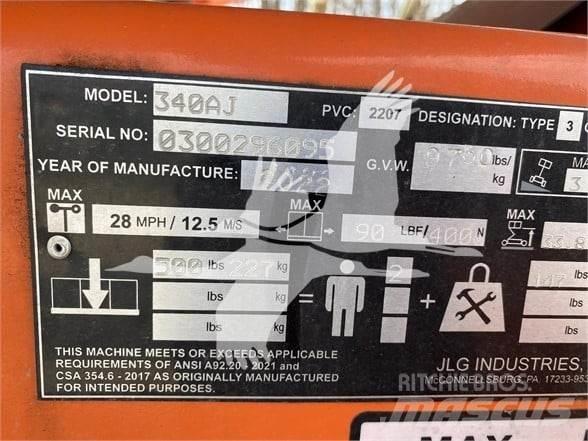 MODEL: 340AJ PVC: 2207 DESIGNATION: TYPE 3
SERIAL NO: 0300296095
YEAR OF MANUFACTURE: G.V.W. lbs/
kg
MAX MAX MAX
28 MPH / 12.5 M/S 90 LBF/ 400 N
500 lbs 227 kg 2 lbs
lbs kg = + lbs
lbs kg lbs
THIS MACHINE MEETS OR EXCEEDS APPLICABLE
REQUIREMENTS OF ANSI A92.20 - 2021 and
CSA 354.6 - 2017 AS ORIGINALLY MANUFACTURED
FOR INTENDED PURPOSES.
JLG INDUSTRIES,
McCONNELLSBURG, PA. 17233-953
RITCHIE BROS
MASCUS
MAX